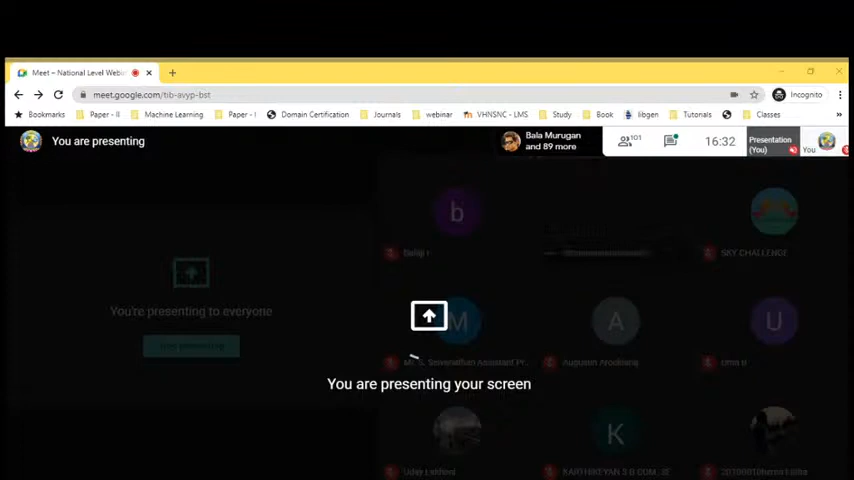 Meet – National Level Webi
meet.google.com/tib-avyp-bst
Incognito
Bookmarks Paper - II Machine Learning Paper - I Domain Certification Journals webinar VHNSNC - LMS Study Book libgen Tutorials Classes
You are presenting
Bala Murugan
and 89 more
101
16:32
Presentation
(You)
You
b
Balaji r
SKY CHALLENGE
You're presenting to everyone
Stop presenting
M
A
U
Augustin Arockiaraj
Uma u
You are presenting your screen
K